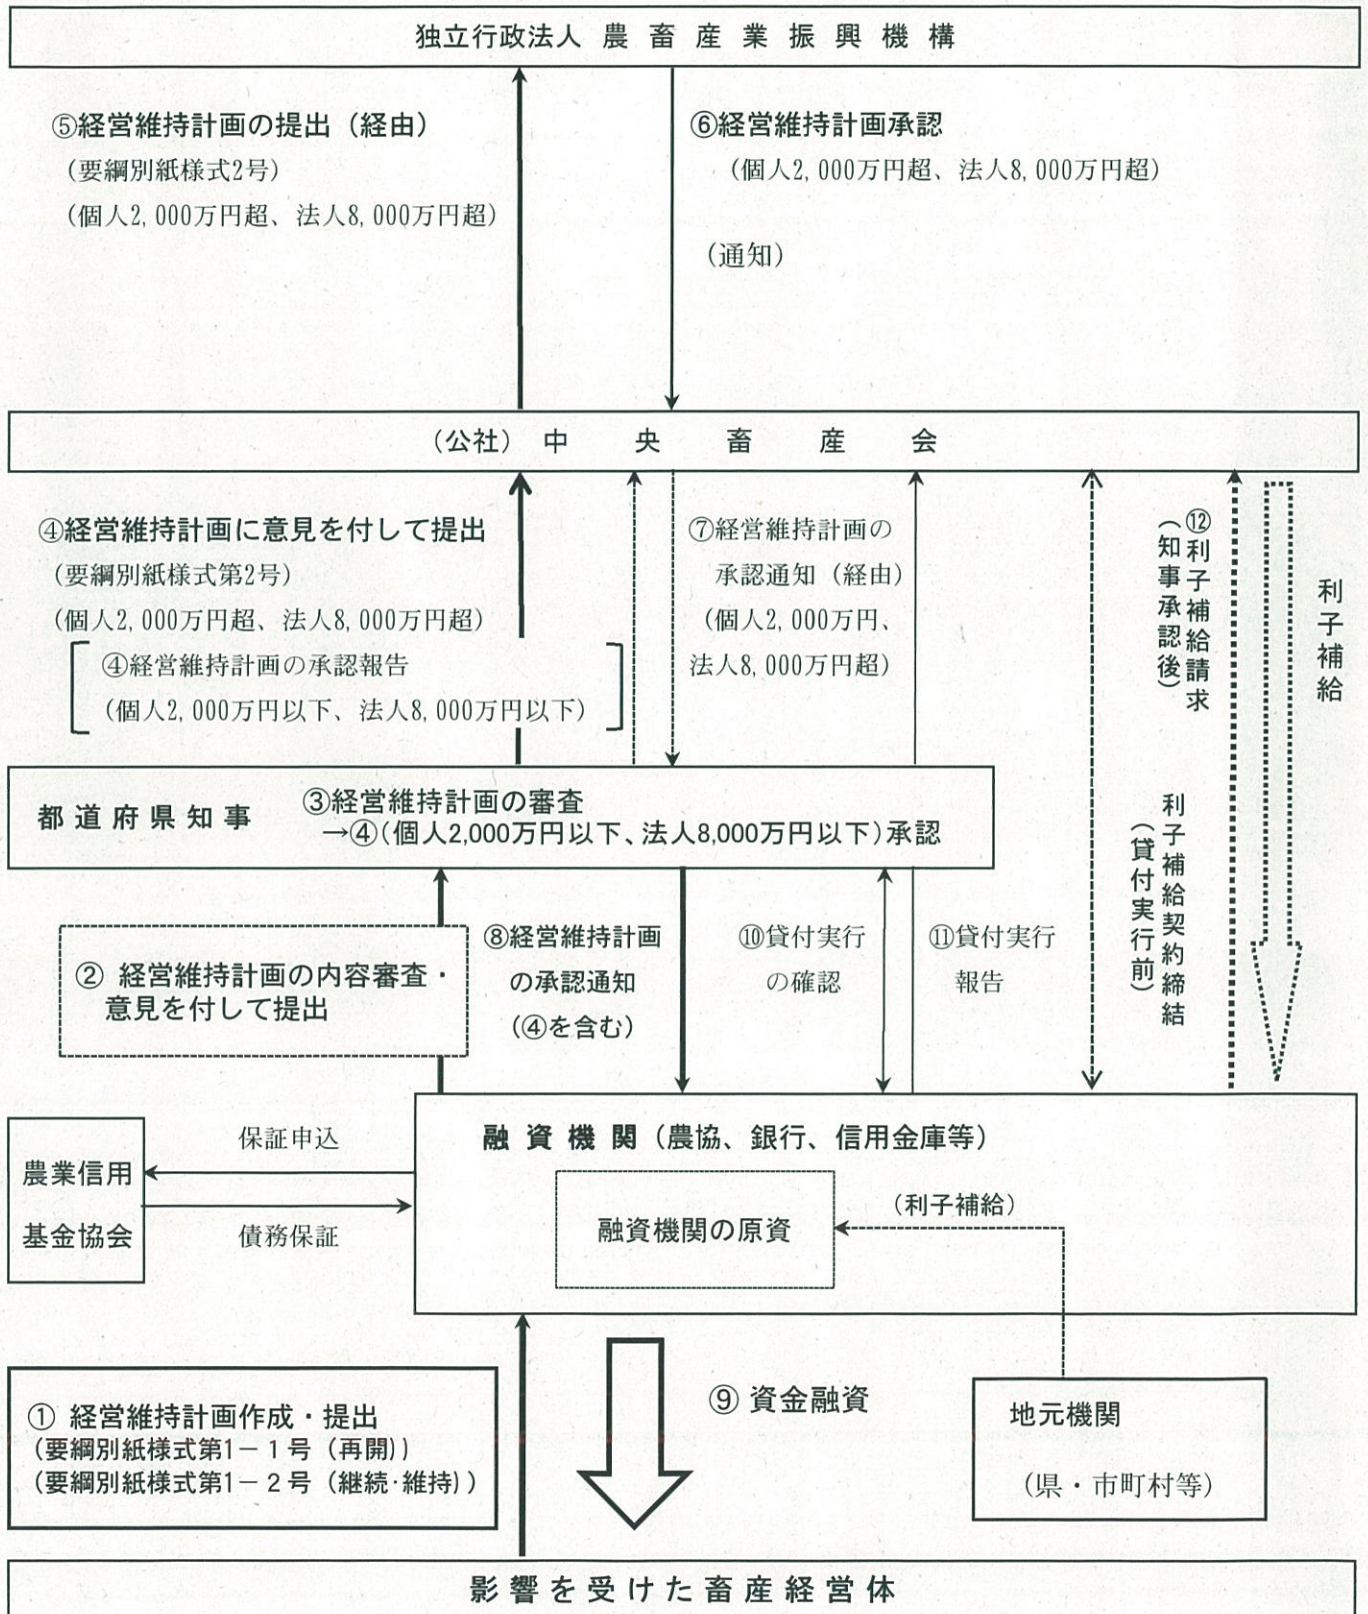 独立行政法人 農 畜 産 業 振 興 機 構
⑤経営維持計画の提出（経由）
(要綱別紙様式2号)
(個人2,000万円超、法人8,000万円超)
⑥経営維持計画承認
(個人2,000万円超、法人8,000万円超)
（通知）
（公社）中 央 畜 産 会
④経営維持計画に意見を付して提出
(要綱別紙様式第2号)
(個人2,000万円超、法人8,000万円超)
④経営維持計画の承認報告
(個人2,000万円以下、法人8,000万円以下)
⑦経営維持計画の
承認通知（経由）
(個人2,000万円、
法人8,000万円超)
⑫利子補給請求
（知事承認後）
利子補給
都 道 府 県 知 事
③経営維持計画の審査
→④(個人2,000万円以下、法人8,000万円以下)承認
利子補給契約締結
（貸付実行前）
② 経営維持計画の内容審査・
意見を付して提出
⑧経営維持計画
の承認通知
(④を含む)
⑩貸付実行
の確認
⑪貸付実行
報告
農業信用
基金協会
保証申込
債務保証
融 資 機 関（農協、銀行、信用金庫等）
融資機関の原資
（利子補給）
① 経営維持計画作成・提出
(要綱別紙様式第1－1号（再開）)
(要綱別紙様式第1－2号（継続・維持）)
⑨ 資金融資
地元機関
（県・市町村等）
影 響 を 受 け た 畜 産 経 営 体